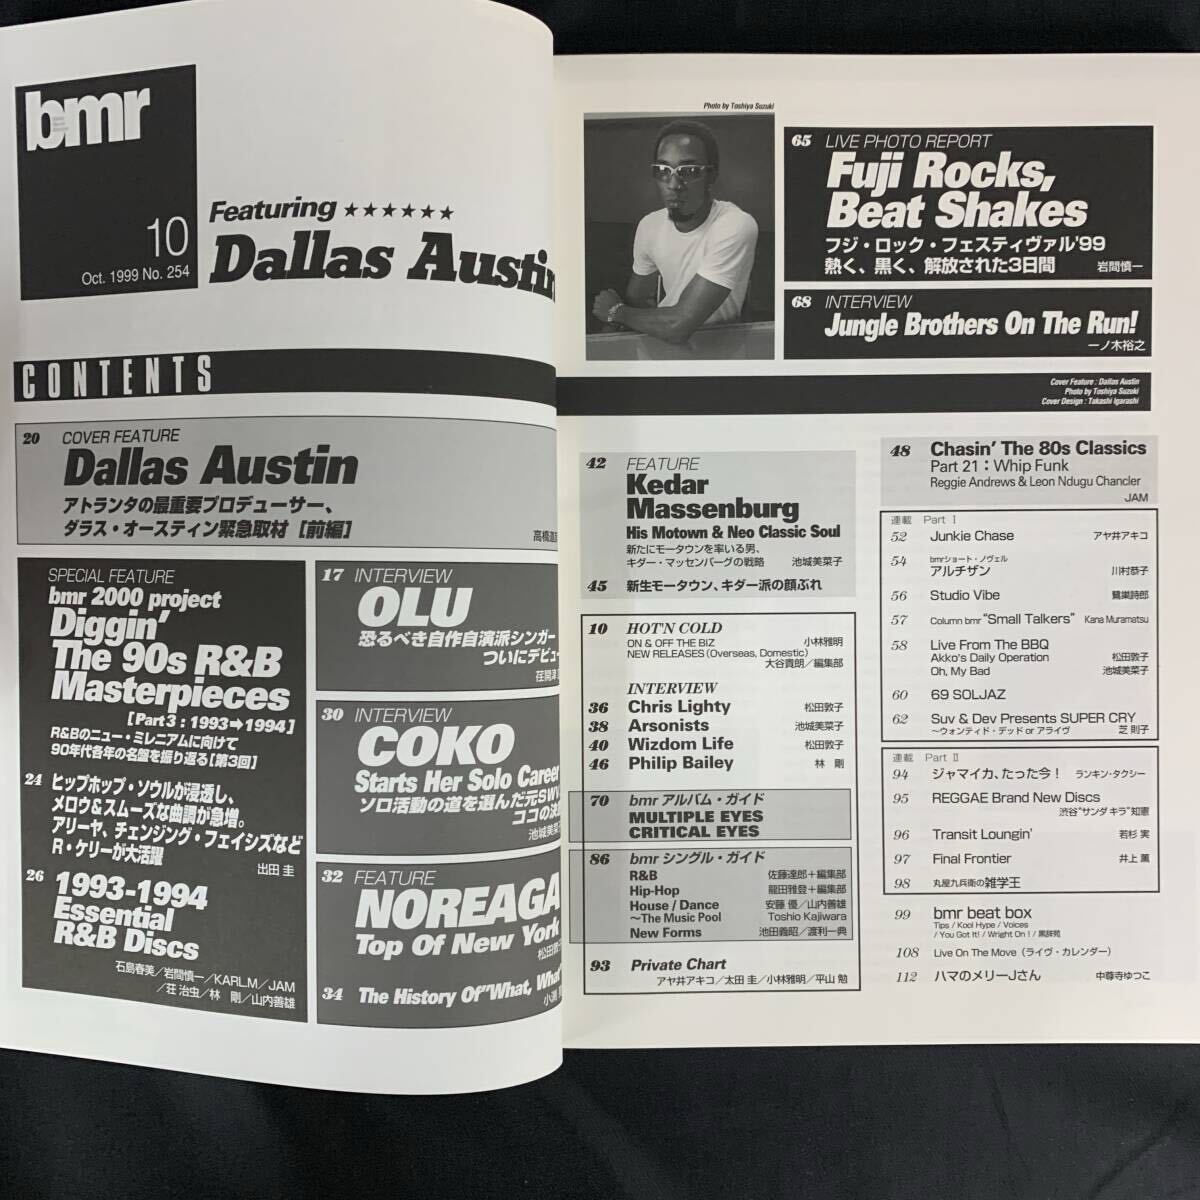 bmr
10
Oct. 1999 No. 254
Featuring ★★★★★★
Dallas Austin
CONTENTS
20 COVER FEATURE
Dallas Austin
アトランタの最重要プロデューサー、
ダラス・オースティン緊急取材［前編］
SPECIAL FEATURE
bmr 2000 project
Diggin'
The 90s R&B
Masterpieces
[Part3 : 1993➞1994]
R&Bのニュー・ミレニアムに向けて
90年代各年の名盤を振り返る【第3回】
24 ヒップホップ・ソウルが浸透し、
メロウ&スムーズな曲調が急増。
アリーヤ、チェンジング・フェイシズなど
R・ケリーが大活躍
出田 圭
26 1993-1994
Essential
R&B Discs
石島春美／岩間慎一／KARL.M／JAM
／荘 治虫／林 剛／山内善雄
17 INTERVIEW
OLU
恐るべき自作自演派シンガー
ついにデビュー
30 INTERVIEW
COKO
Starts Her Solo Career
ソロ活動の道を選んだ元SWV
ココの決
池城美
32 FEATURE
NOREAGA
Top Of New York
松田敦
34 The History Of "What, What"
Photo by Toshiya Suzuki
65 LIVE PHOTO REPORT
Fuji Rocks,
Beat Shakes
フジ・ロック・フェスティヴァル'99
熱く、黒く、解放された3日間 岩間慎一
68 INTERVIEW
Jungle Brothers On The Run!
一ノ木裕之
Cover Feature : Dallas Austin
Photo by Toshiya Suzuki
Cover Design : Takashi Igarashi
42 FEATURE
Kedar
Massenburg
His Motown & Neo Classic Soul
新たにモータウンを率いる男、
キダー・マッセンバーグの戦略 池城美菜子
45 新生モータウン、キダー派の顔ぶれ
10 HOT'N COLD
ON & OFF THE BIZ 小林雅明
NEW RELEASES (Overseas, Domestic)
大谷貴朗／編集部
INTERVIEW
36 Chris Lighty 松田敦子
38 Arsonists 池城美菜子
40 Wizdom Life 松田敦子
46 Philip Bailey 林 剛
70 bmr アルバム・ガイド
MULTIPLE EYES
CRITICAL EYES
86 bmr シングル・ガイド
R&B 佐藤達郎＋編集部
Hip-Hop 龍田雅登＋編集部
House / Dance 安藤 優／山内善雄
〜The Music Pool Toshio Kajiwara
New Forms 池田義昭／渡利一典
93 Private Chart
アヤ井アキコ／太田 圭／小林雅明／平山 勉
48 Chasin' The 80s Classics
Part 21 : Whip Funk
Reggie Andrews & Leon Ndugu Chancler
JAM
連載 Part Ⅰ
52 Junkie Chase アヤ井アキコ
54 bmrショート・ノヴェル
アルチザン 川村恭子
56 Studio Vibe 鷺巣詩郎
57 Column bmr "Small Talkers" Kana Muramatsu
58 Live From The BBQ
Akko's Daily Operation 松田敦子
Oh, My Bad 池城美菜子
60 69 SOLJAZ
62 Suv & Dev Presents SUPER CRY
〜ウォンティド・デッド or アライヴ 芝 則子
連載 Part Ⅱ
94 ジャマイカ、たった今！ ランキン・タクシー
95 REGGAE Brand New Discs
渋谷"サンダ キラ"知憲
96 Transit Loungin' 若杉 実
97 Final Frontier 井上 薫
98 丸屋九兵衛の雑学王
99 bmr beat box
Tips / Kool Hype / Voices
/ You Got It! / Wright On ! / 黒辞苑
108 Live On The Move（ライヴ・カレンダー）
112 ハマのメリーJさん 中尊寺ゆつこ